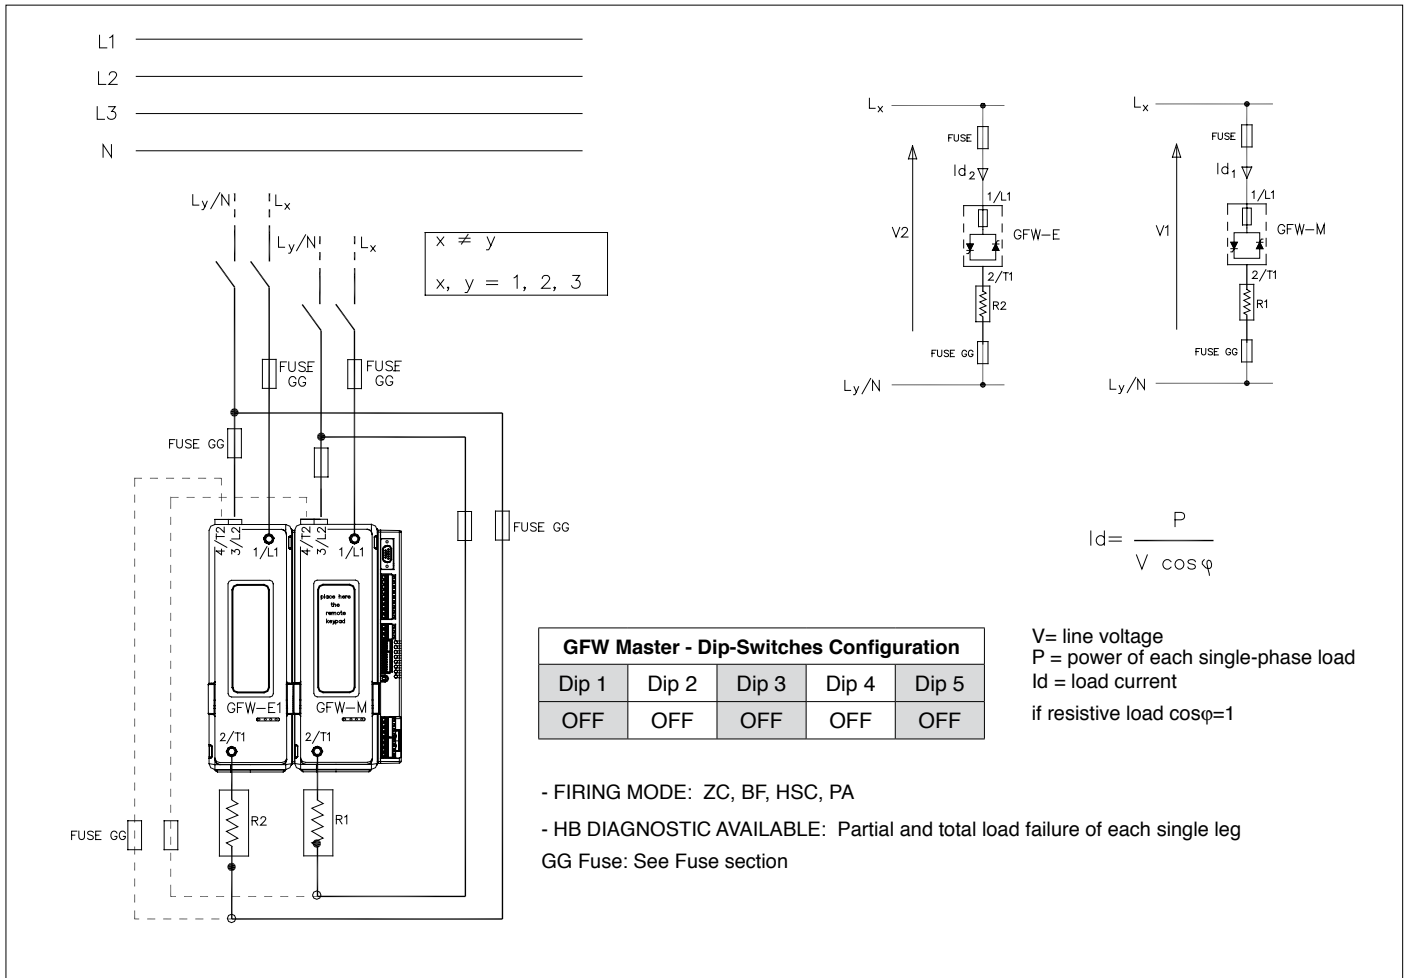 L1
L2
L3
N
Ly/N
Lx
Ly/N
Lx
x ≠ y
x, y = 1, 2, 3
FUSE GG
FUSE GG
FUSE GG
FUSE GG
4/T2
3/L2
1/L1
4/T2
3/L2
1/L1
place here
the
remote
keypad
GFW-E1
GFW-M
2/T1
2/T1
R2
R1
FUSE GG
Lx
FUSE
Id2
1/L1
V2
GFW-E
2/T1
R2
FUSE GG
Ly/N
Lx
FUSE
Id1
1/L1
V1
GFW-M
2/T1
R1
FUSE GG
Ly/N
Id= P / V cosφ
GFW Master - Dip-Switches Configuration
Dip 1 Dip 2 Dip 3 Dip 4 Dip 5
OFF OFF OFF OFF OFF
V= line voltage
P = power of each single-phase load
Id = load current
if resistive load cosφ=1
- FIRING MODE: ZC, BF, HSC, PA
- HB DIAGNOSTIC AVAILABLE: Partial and total load failure of each single leg
GG Fuse: See Fuse section